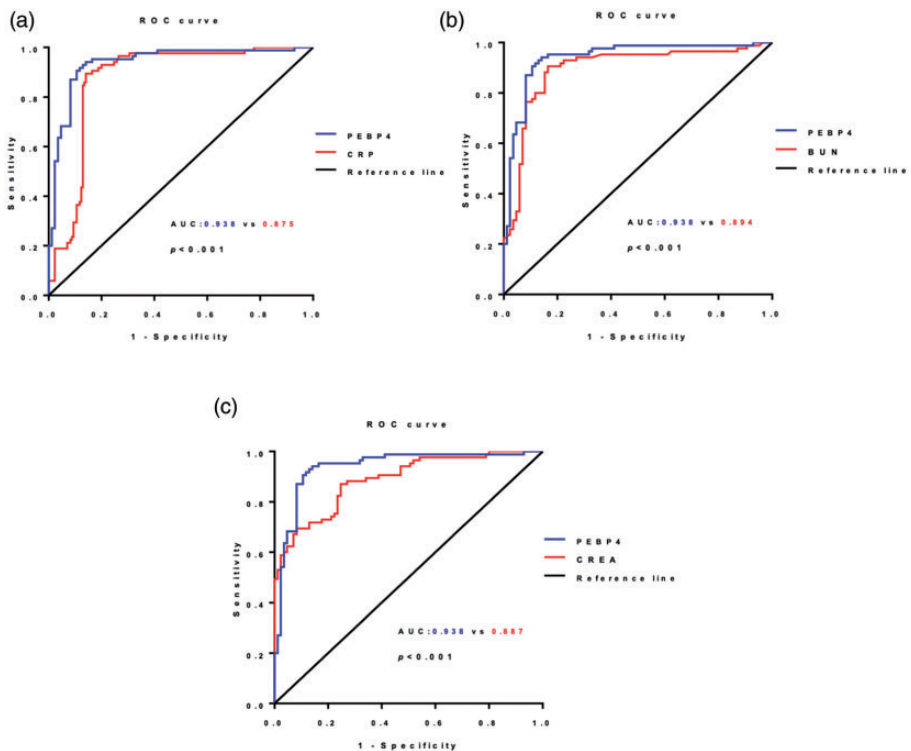 (a)
ROC curve
1.0
0.8
0.6
0.4
0.2
0.0
Sensitivity
0.0 0.2 0.4 0.6 0.8 1.0
1 - Specificity
PEBP4
CRP
Reference line
AUC:0.938 vs 0.875
p<0.001
(b)
ROC curve
1.0
0.8
0.6
0.4
0.2
0.0
Sensitivity
0.0 0.2 0.4 0.6 0.8 1.0
1 - Specificity
PEBP4
BUN
Reference line
AUC:0.938 vs 0.894
p<0.001
(c)
ROC curve
1.0
0.8
0.6
0.4
0.2
0.0
Sensitivity
0.0 0.2 0.4 0.6 0.8 1.0
1 - Specificity
PEBP4
CREA
Reference line
AUC:0.938 vs 0.887
p<0.001